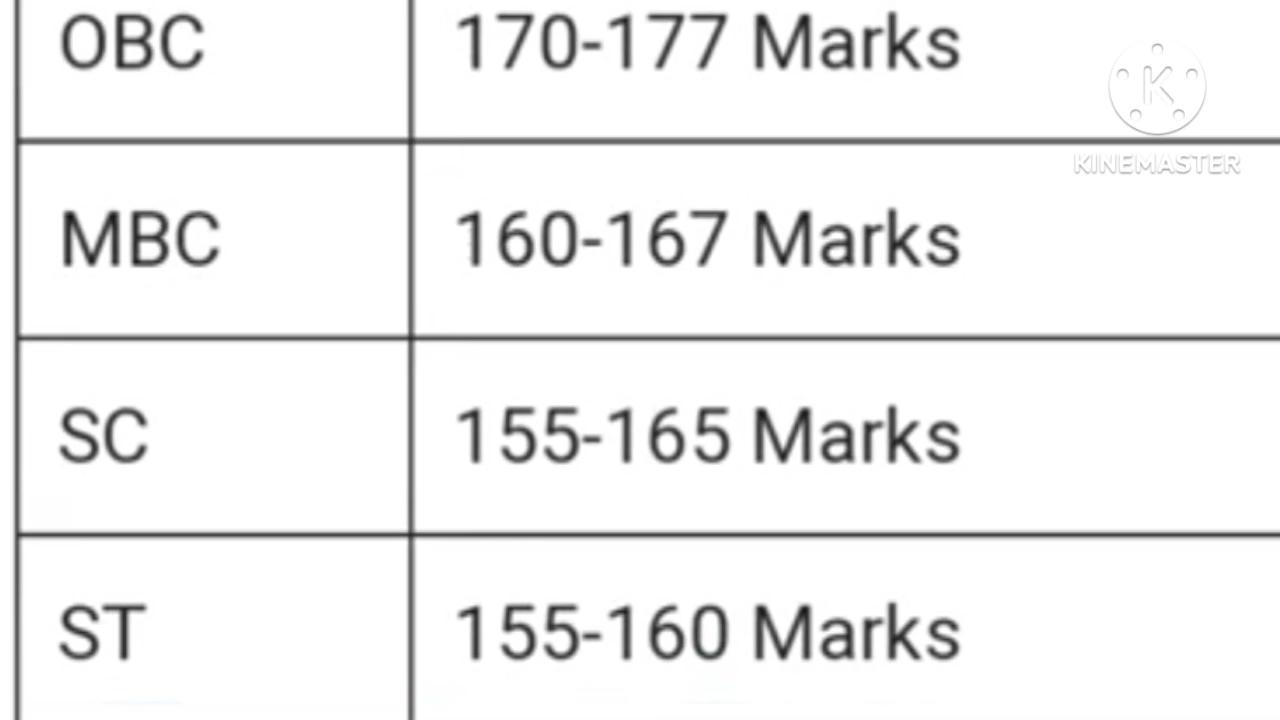 OBC 170-177 Marks
K
KINEMASTER
MBC 160-167 Marks
SC 155-165 Marks
ST 155-160 Marks